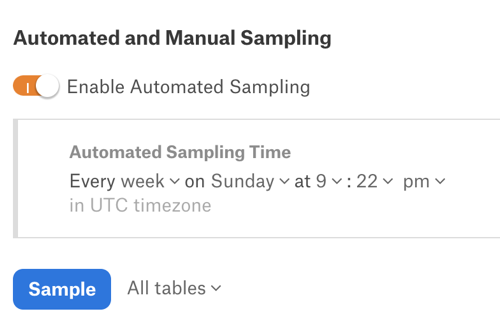 Automated and Manual Sampling
Enable Automated Sampling
Automated Sampling Time
Every week on Sunday at 9 : 22 pm
in UTC timezone
Sample All tables